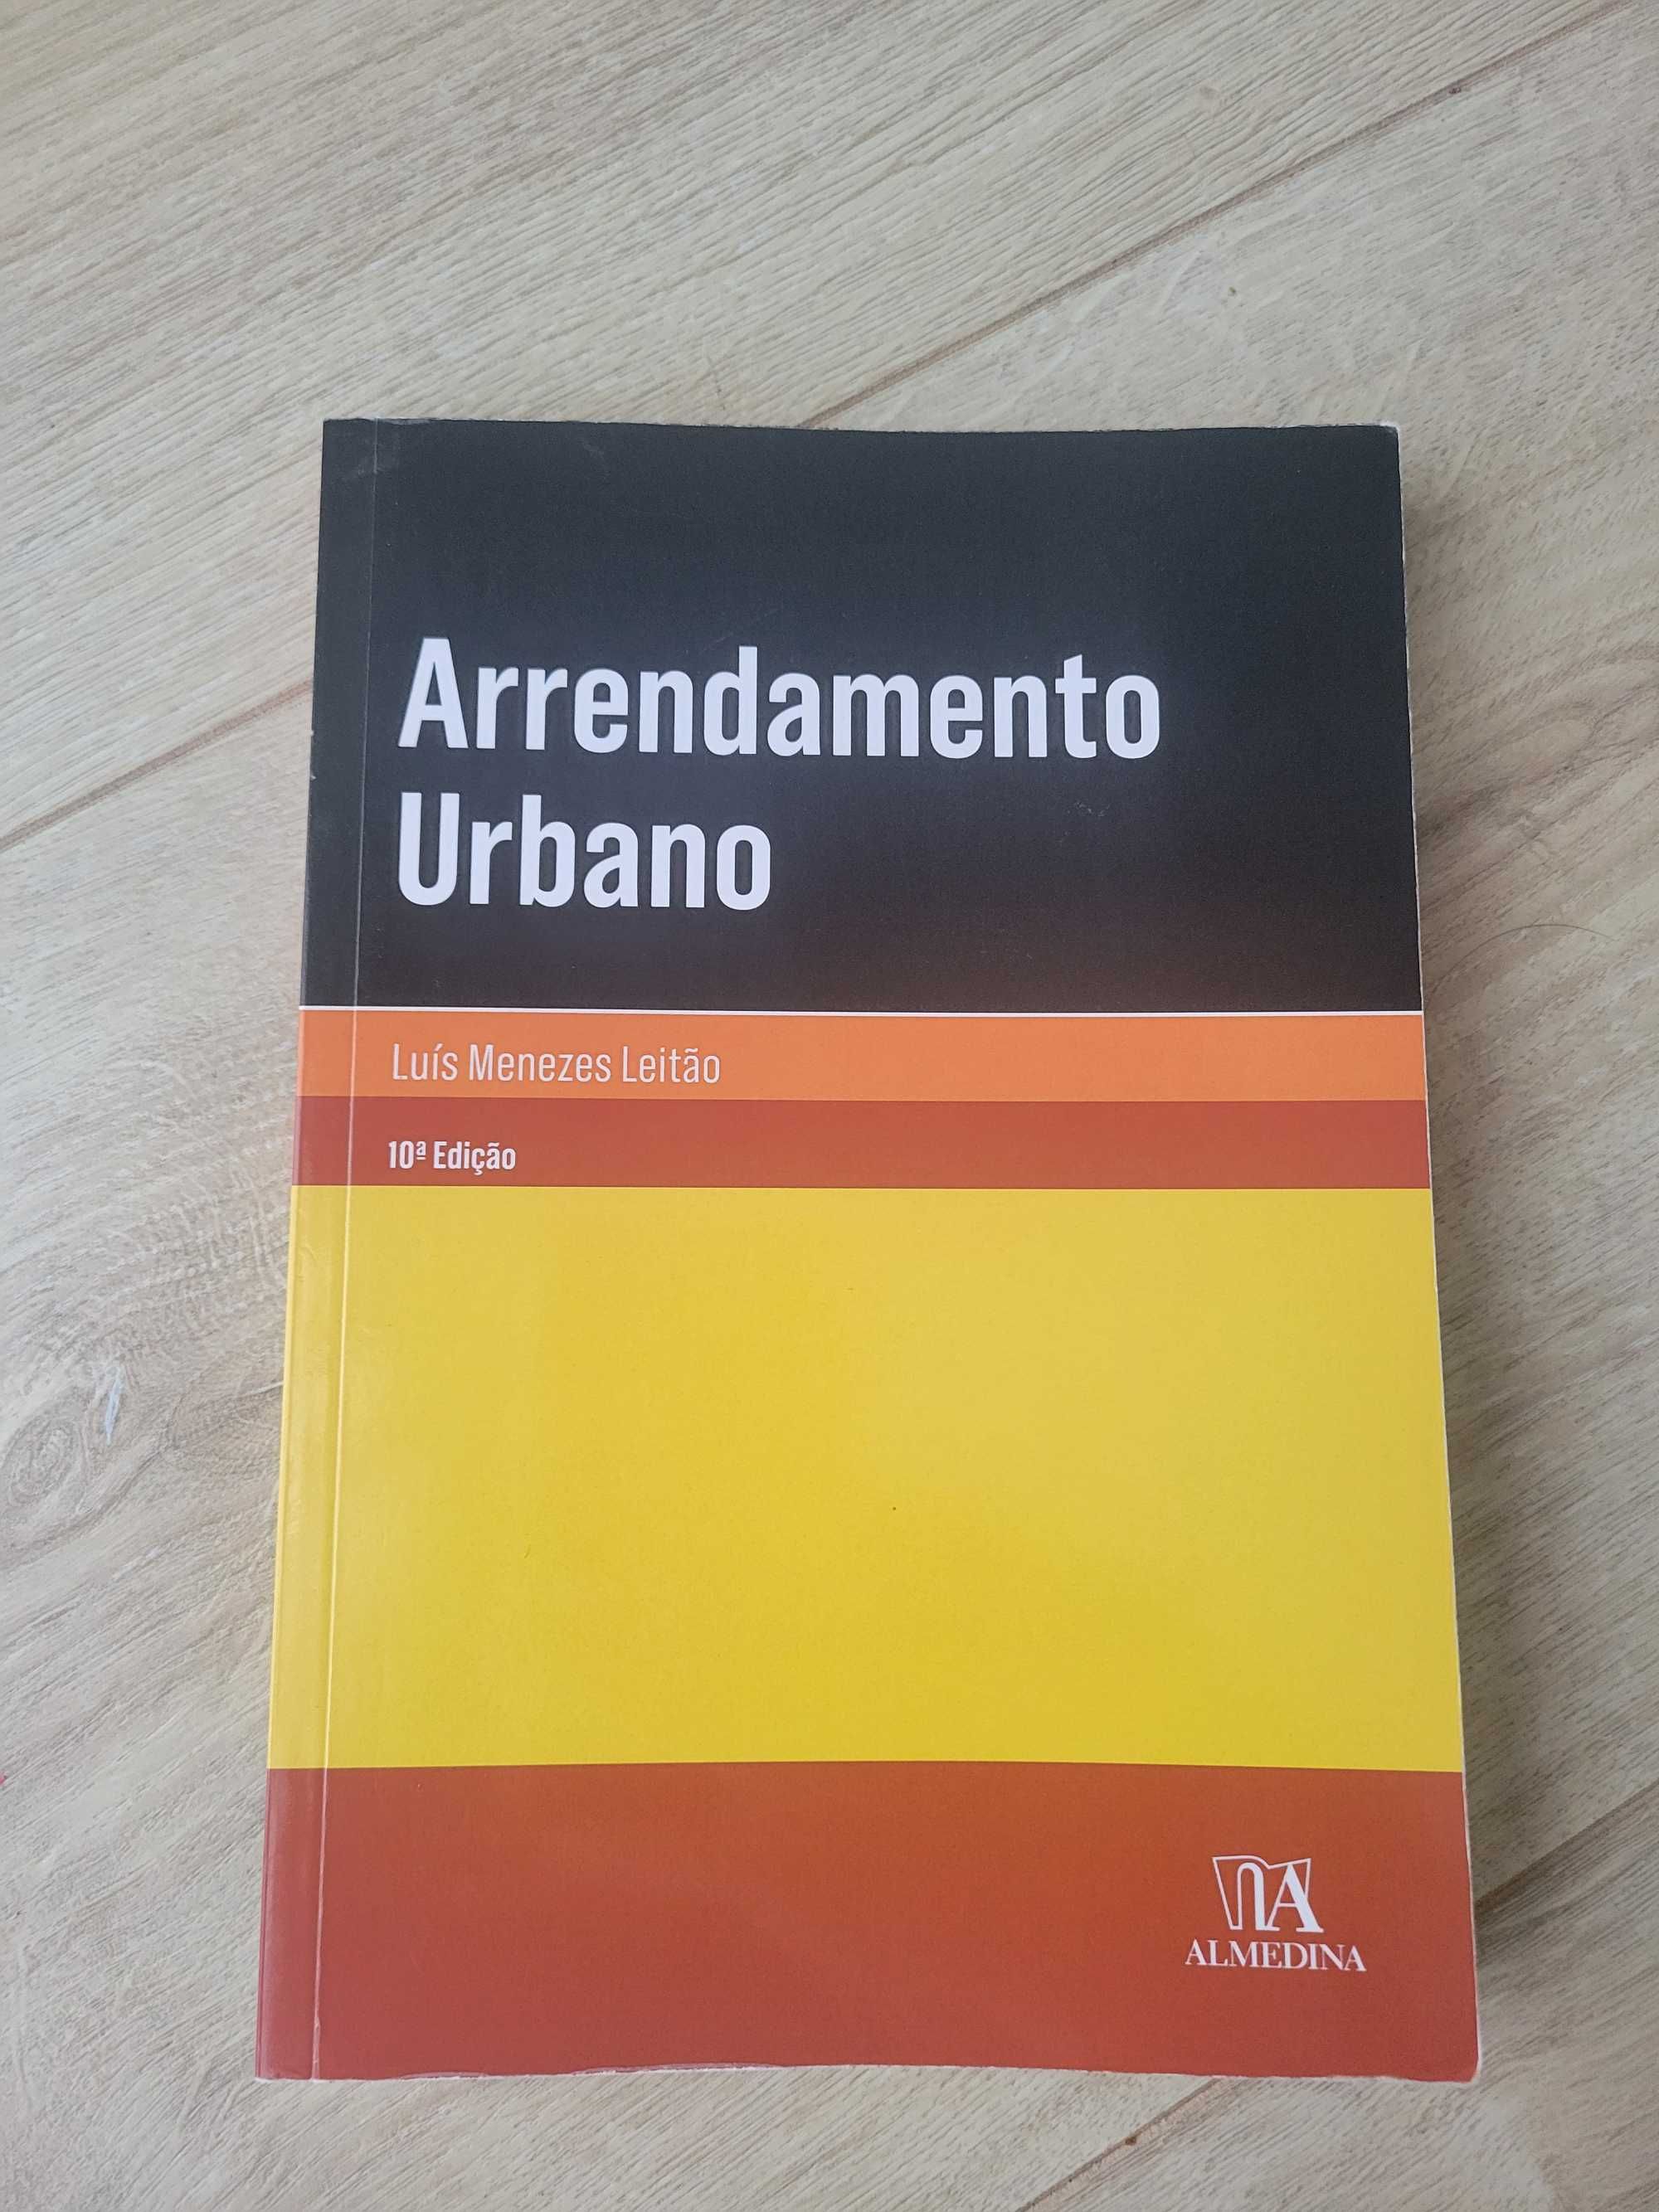 Arrendamento
Urbano
Luís Menezes Leitão
10ª Edição
ALMEDINA